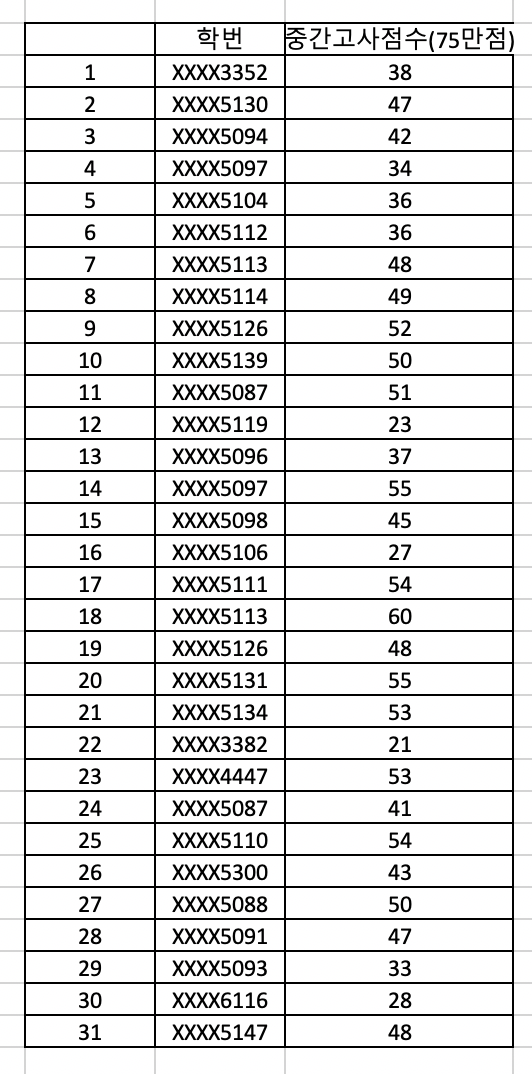 학번 중간고사점수(75만점)
1 XXXX3352 38
2 XXXX5130 47
3 XXXX5094 42
4 XXXX5097 34
5 XXXX5104 36
6 XXXX5112 36
7 XXXX5113 48
8 XXXX5114 49
9 XXXX5126 52
10 XXXX5139 50
11 XXXX5087 51
12 XXXX5119 23
13 XXXX5096 37
14 XXXX5097 55
15 XXXX5098 45
16 XXXX5106 27
17 XXXX5111 54
18 XXXX5113 60
19 XXXX5126 48
20 XXXX5131 55
21 XXXX5134 53
22 XXXX3382 21
23 XXXX4447 53
24 XXXX5087 41
25 XXXX5110 54
26 XXXX5300 43
27 XXXX5088 50
28 XXXX5091 47
29 XXXX5093 33
30 XXXX6116 28
31 XXXX5147 48